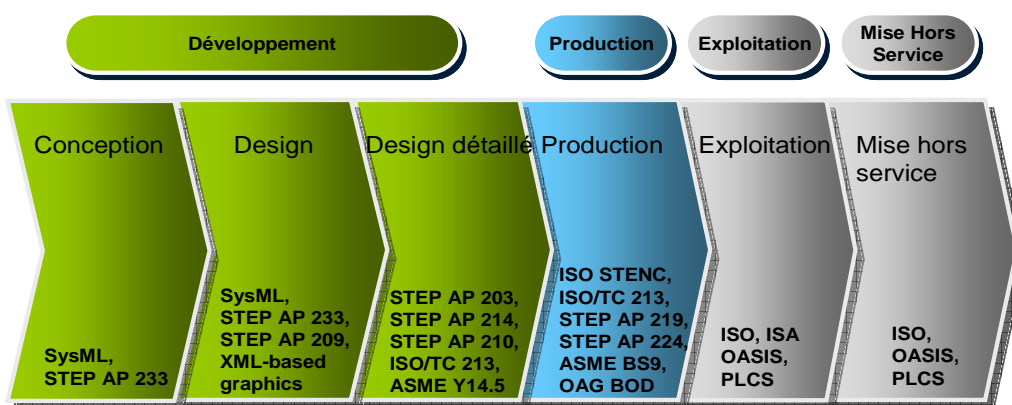 Développement
Production
Exploitation
Mise Hors
Service
Conception
Design
Design détaillé
Production
Exploitation
Mise hors
service
SysML,
STEP AP 233
SysML,
STEP AP 233,
STEP AP 209,
XML-based
graphics
STEP AP 203,
STEP AP 214,
STEP AP 210,
ISO/TC 213,
ASME Y14.5
ISO STENC,
ISO/TC 213,
STEP AP 219,
STEP AP 224,
ASME BS9,
OAG BOD
ISO, ISA
OASIS,
PLCS
ISO,
OASIS,
PLCS